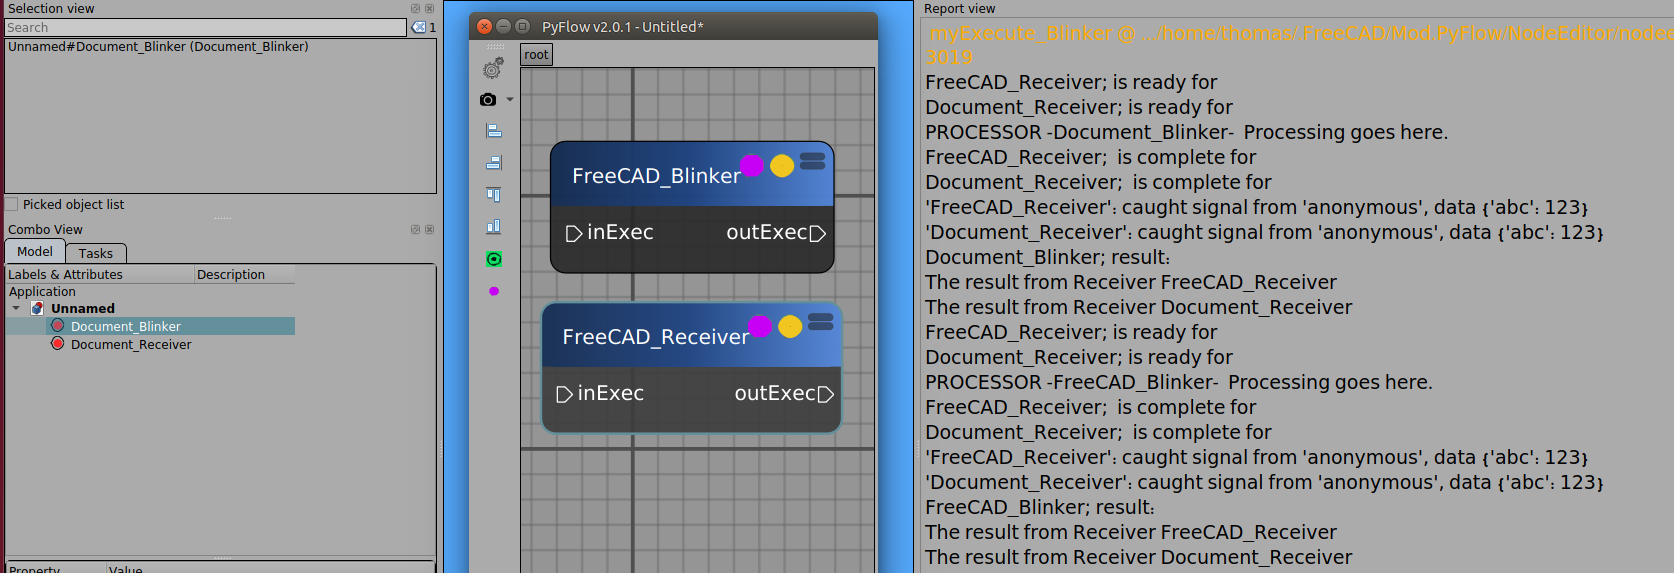 Selection view
Search
1
Unnamed#Document_Blinker (Document_Blinker)
Picked object list
Combo View
Model
Tasks
Labels & Attributes
Description
Application
Unnamed
Document_Blinker
Document_Receiver
Property
Value
PyFlow v2.0.1 - Untitled*
root
FreeCAD_Blinker
inExec
outExec
FreeCAD_Receiver
inExec
outExec
Report view
myExecute_Blinker @ .../home/thomas/.FreeCAD/Mod.PyFlow/NodeEditor/noded
3019
FreeCAD_Receiver; is ready for
Document_Receiver; is ready for
PROCESSOR -Document_Blinker-  Processing goes here.
FreeCAD_Receiver;  is complete for
Document_Receiver;  is complete for
'FreeCAD_Receiver': caught signal from 'anonymous', data {'abc': 123}
'Document_Receiver': caught signal from 'anonymous', data {'abc': 123}
Document_Blinker; result:
The result from Receiver FreeCAD_Receiver
The result from Receiver Document_Receiver
FreeCAD_Receiver; is ready for
Document_Receiver; is ready for
PROCESSOR -FreeCAD_Blinker-  Processing goes here.
FreeCAD_Receiver;  is complete for
Document_Receiver;  is complete for
'FreeCAD_Receiver': caught signal from 'anonymous', data {'abc': 123}
'Document_Receiver': caught signal from 'anonymous', data {'abc': 123}
FreeCAD_Blinker; result:
The result from Receiver FreeCAD_Receiver
The result from Receiver Document_Receiver